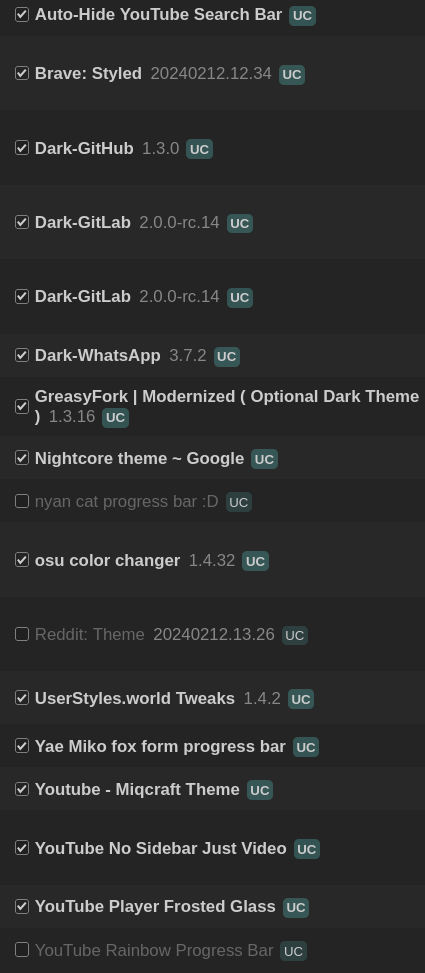 Auto-Hide YouTube Search Bar UC
Brave: Styled 20240212.12.34 UC
Dark-GitHub 1.3.0 UC
Dark-GitLab 2.0.0-rc.14 UC
Dark-GitLab 2.0.0-rc.14 UC
Dark-WhatsApp 3.7.2 UC
GreasyFork | Modernized ( Optional Dark Theme
) 1.3.16 UC
Nightcore theme ~ Google UC
nyan cat progress bar :D UC
osu color changer 1.4.32 UC
Reddit: Theme 20240212.13.26 UC
UserStyles.world Tweaks 1.4.2 UC
Yae Miko fox form progress bar UC
Youtube - Miqcraft Theme UC
YouTube No Sidebar Just Video UC
YouTube Player Frosted Glass UC
YouTube Rainbow Progress Bar UC